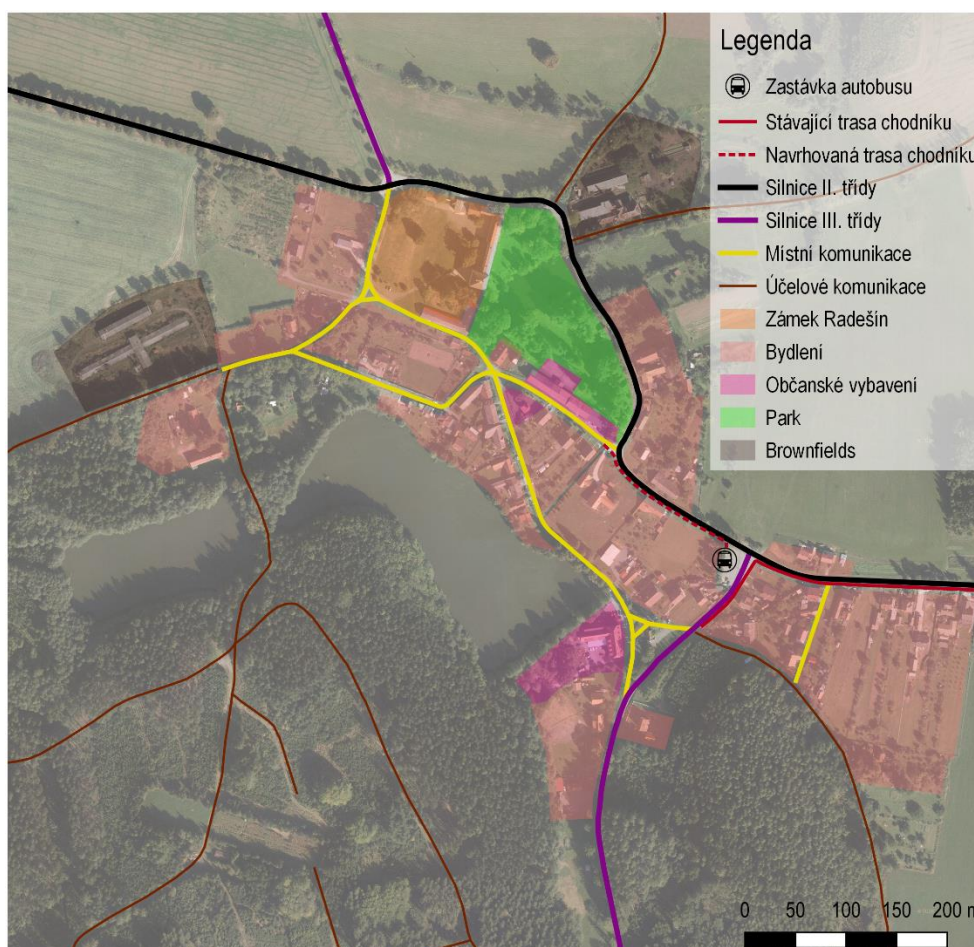 Legenda
Zastávka autobusu
Stávající trasa chodníku
Navrhovaná trasa chodníku
Silnice II. třídy
Silnice III. třídy
Místní komunikace
Účelové komunikace
Zámek Radešín
Bydlení
Občanské vybavení
Park
Brownfields
0 50 100 150 200 m